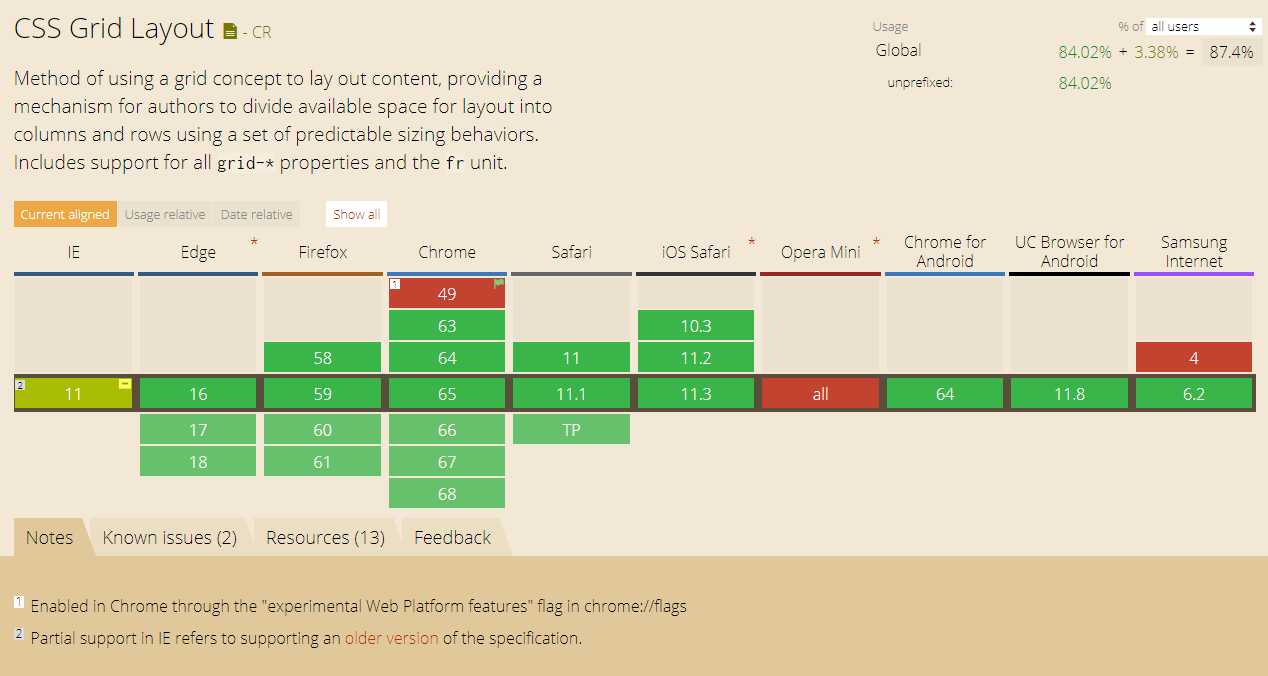 CSS Grid Layout - CR
Usage % of all users
Global 84.02% + 3.38% = 87.4%
unprefixed: 84.02%
Method of using a grid concept to lay out content, providing a
mechanism for authors to divide available space for layout into
columns and rows using a set of predictable sizing behaviors.
Includes support for all grid-* properties and the fr unit.
Current aligned Usage relative Date relative Show all
IE Edge * Firefox Chrome Safari iOS Safari * Opera Mini * Chrome for Android UC Browser for Android Samsung Internet
1 49
63 10.3
58 64 11 11.2 4
2 11 - 16 59 65 11.1 11.3 all 64 11.8 6.2
17 60 66 TP
18 61 67
68
Notes Known issues (2) Resources (13) Feedback
1 Enabled in Chrome through the "experimental Web Platform features" flag in chrome://flags
2 Partial support in IE refers to supporting an older version of the specification.